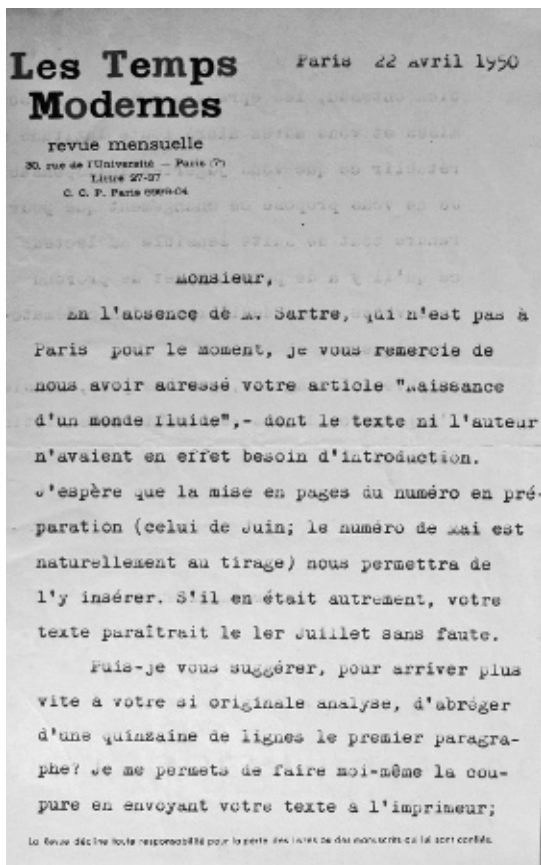 Les Temps
Modernes
revue mensuelle
30, rue de l'Université — Paris (7e)
Littré 27-37
C. C. P. Paris
Paris 22 Avril 1950
Monsieur,
En l'absence de M. Sartre, qui n'est pas à
Paris pour le moment, je vous remercie de
nous avoir adressé votre article "Naissance
d'un monde fluide",- dont le texte ni l'auteur
n'avaient en effet besoin d'introduction.
J'espère que la mise en pages du numéro en pré-
paration (celui de Juin; le numéro de Mai est
naturellement au tirage) nous permettra de
l'y insérer. S'il en était autrement, votre
texte paraîtrait le 1er Juillet sans faute.
Puis-je vous suggérer, pour arriver plus
vite à votre si originale analyse, d'abréger
d'une quinzaine de lignes le premier paragra-
phe? Je me permets de faire moi-même la cou-
pure en envoyant votre texte à l'imprimeur;
La Revue décline toute responsabilité pour la perte des livres ou des manuscrits qui lui sont confiés.